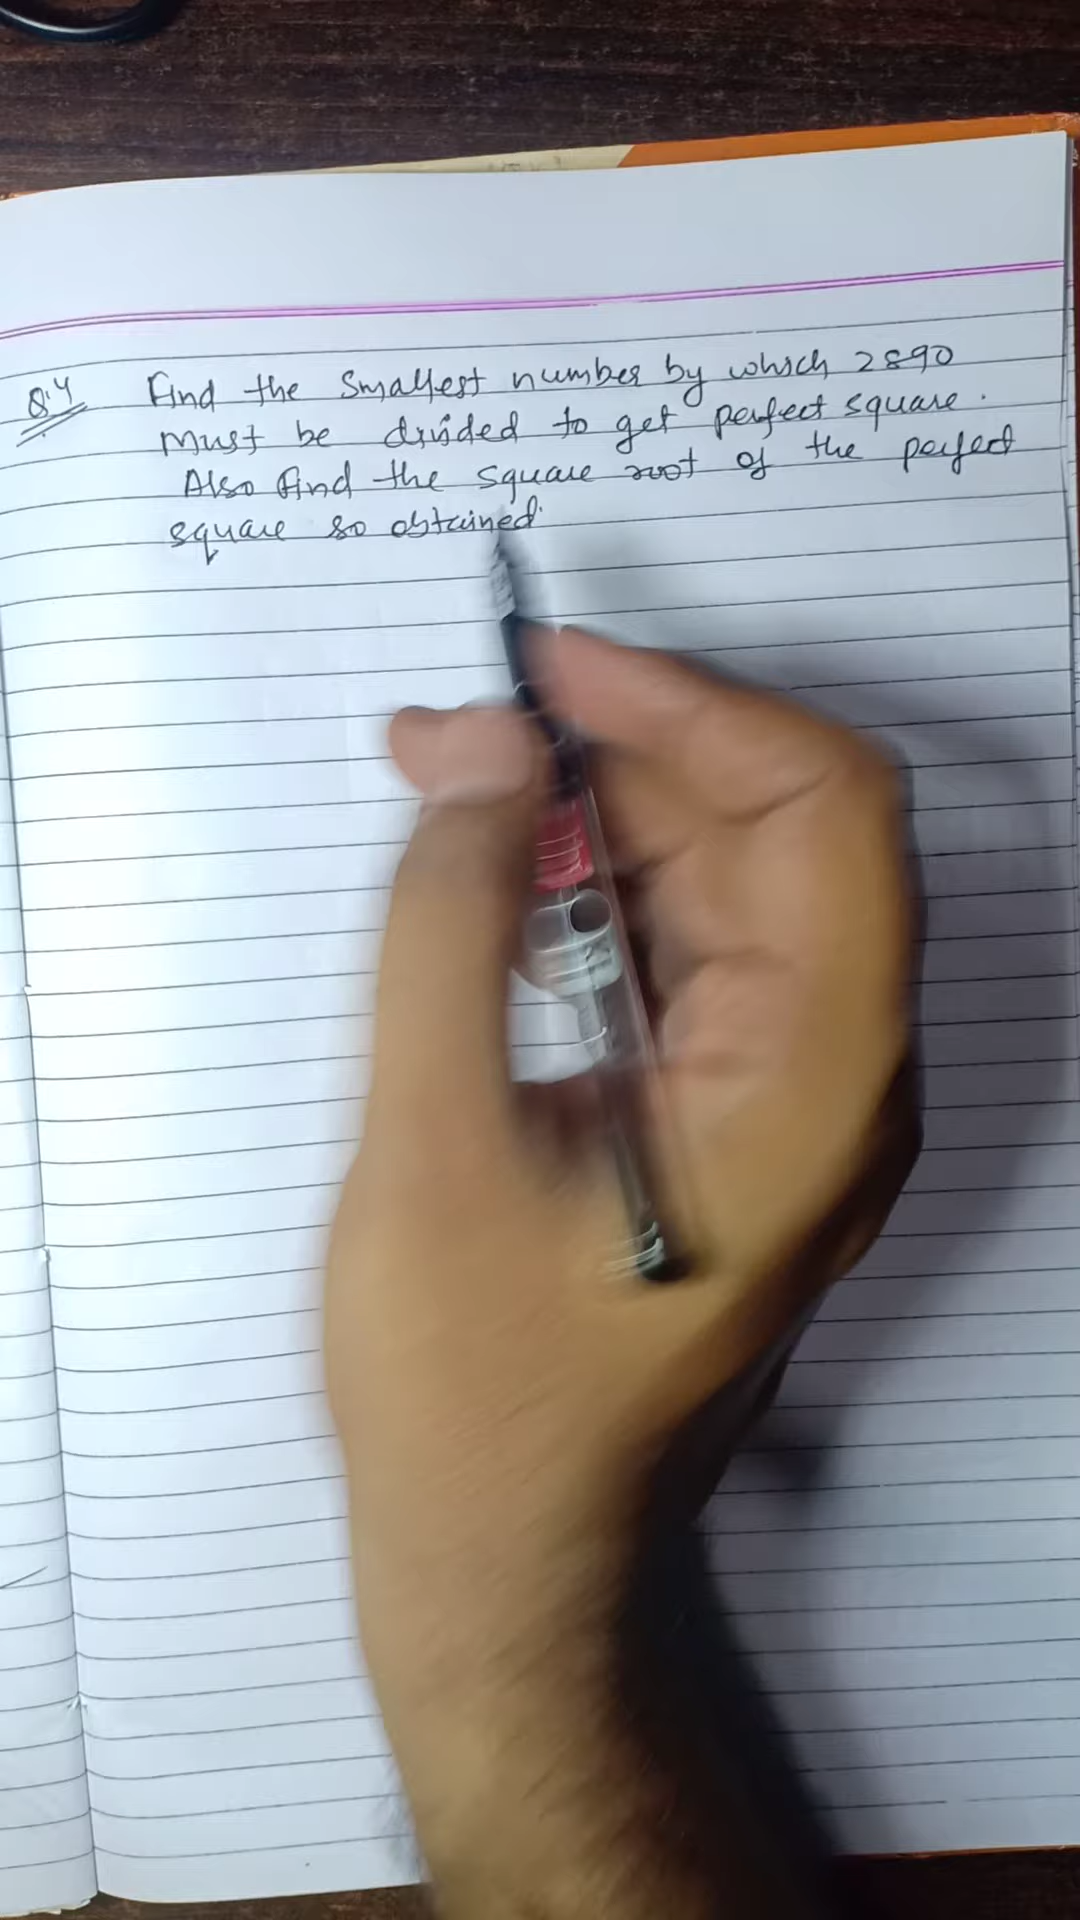 Q.4 Find the smallest number by which 2890
must be divided to get perfect square.
Also find the square root of the perfect
square so obtained.